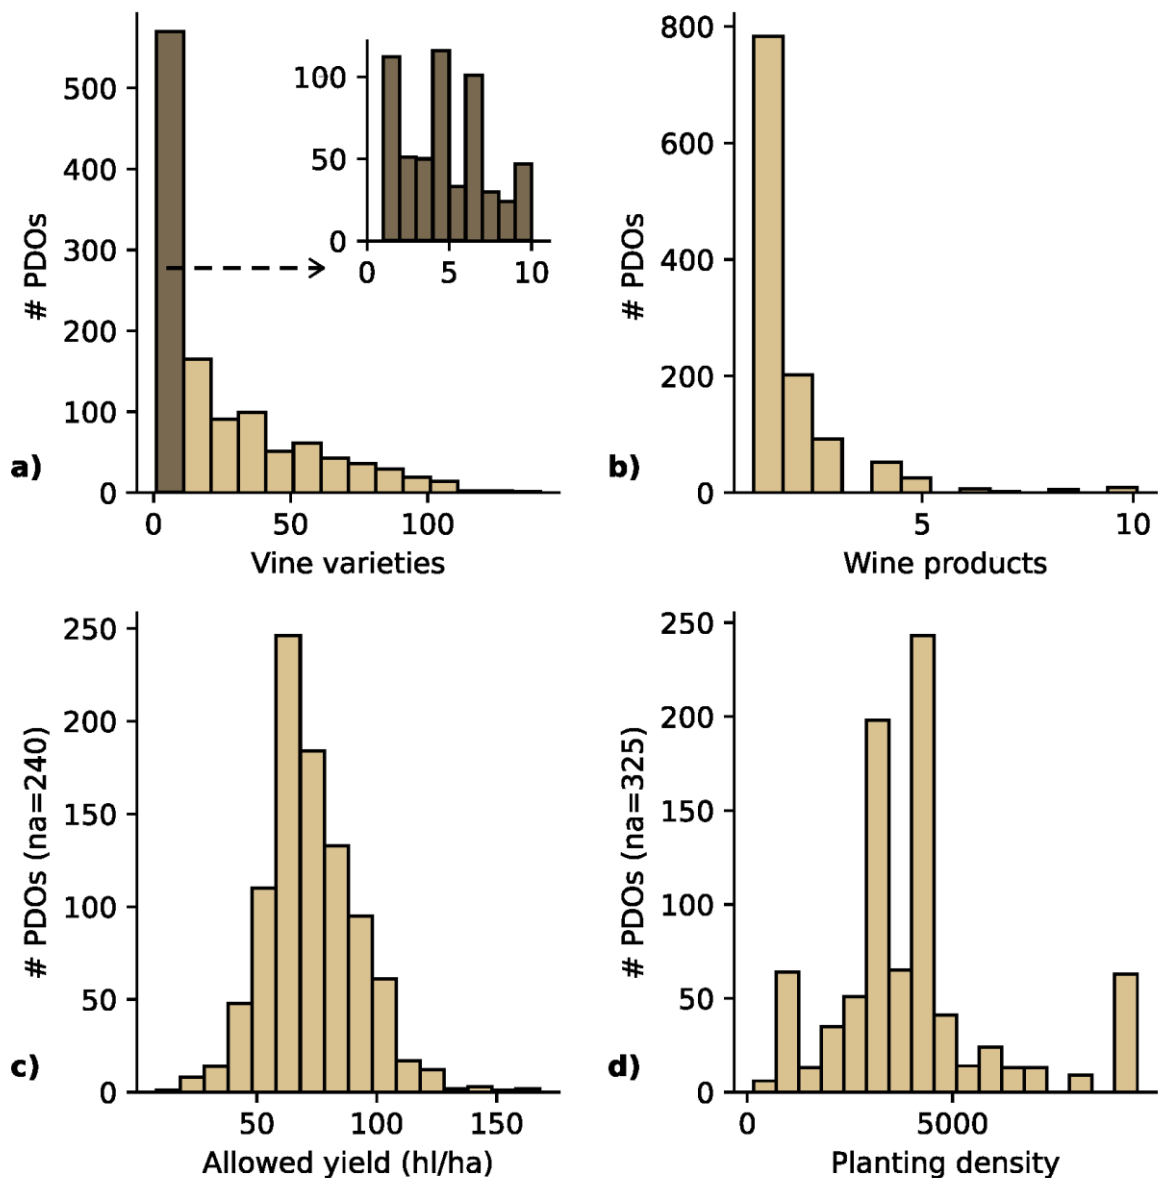 # PDOs
500
400
300
200
100
0
0 50 100
Vine varieties
a)
100
50
0
0 5 10
# PDOs
800
600
400
200
0
5 10
Wine products
b)
# PDOs (na=240)
250
200
150
100
50
0
50 100 150
Allowed yield (hl/ha)
c)
# PDOs (na=325)
250
200
150
100
50
0
0 5000
Planting density
d)